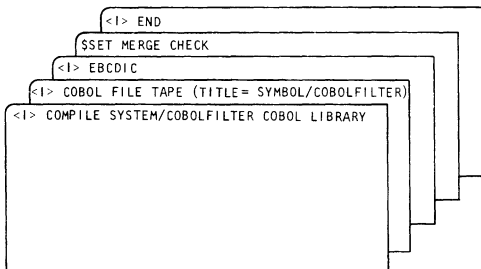 <I> END
$SET MERGE CHECK
<I> EBCDIC
<I> COBOL FILE TAPE (TITLE= SYMBOL/COBOLFILTER)
<I> COMPILE SYSTEM/COBOLFILTER COBOL LIBRARY